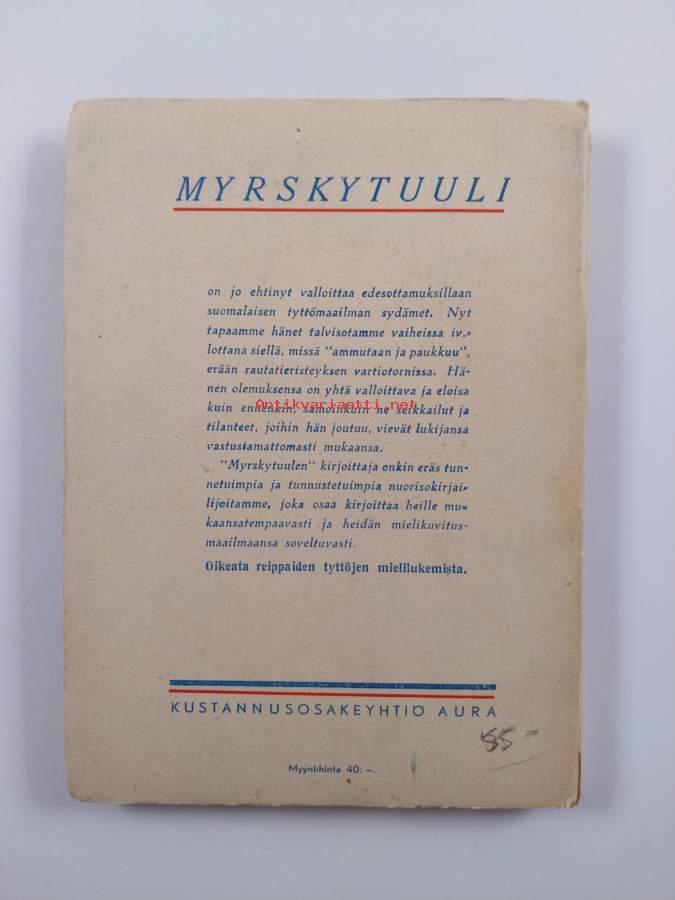 MYRSKYTUULI
on jo ehtinyt valloittaa edesottamuksillaan
suomalaisen tyttömaailman sydämet. Nyt
tapaamme hänet talvisotamme vaiheissa iv.-
lottana siellä, missä "ammutaan ja paukkuu",
erään rautatieristeyksen vartiotornissa. Hä-
nen olemuksensa on yhtä valloittava ja eloisa
kuin ennenkin, samoinkuin ne seikkailut ja
Antikvariaatti.net
tilanteet, joihin hän joutuu, vievät lukijansa
vastustamattomasti mukaansa.
"Myrskytuulen" kirjoittaja onkin eräs tun-
netuimpia ja tunnustetuimpia nuorisokirjai-
lijoitamme, joka osaa kirjoittaa heille mu-
kaansatempaavasti ja heidän mielikuvitus-
maailmaansa soveltuvasti.
Oikeata reippaiden tyttöjen mielilukemista.
KUSTANNUSOSAKEYHTIÖ AURA
55-
Myyntihinta 40: —.